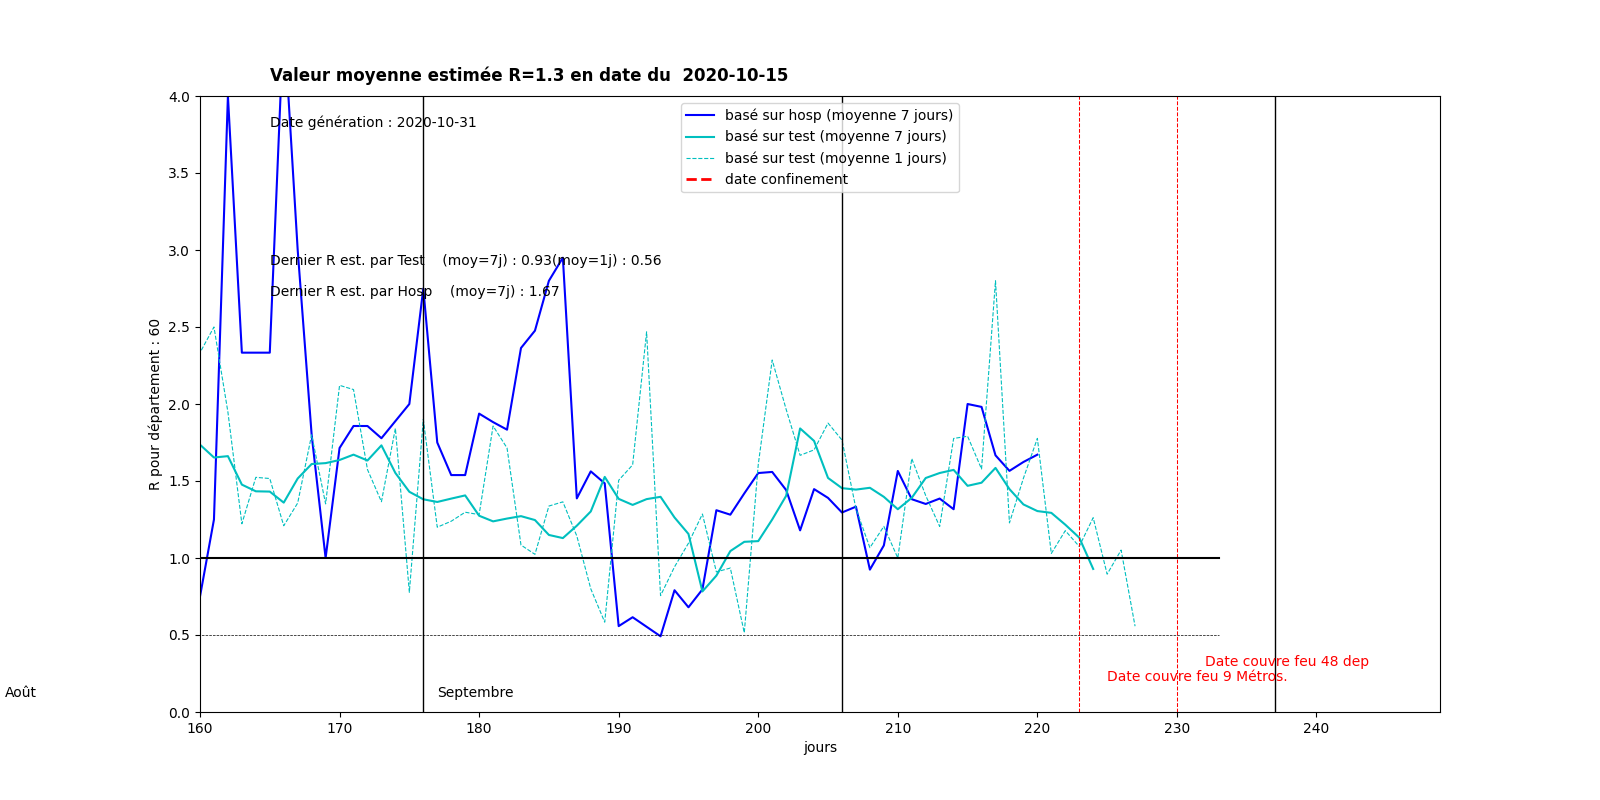 Valeur moyenne estimée R=1.3 en date du  2020-10-15
4.0
Date génération : 2020-10-31
basé sur hosp (moyenne 7 jours)
basé sur test (moyenne 7 jours)
basé sur test (moyenne 1 jours)
date confinement
3.5
3.0
Dernier R est. par Test    (moy=7j) : 0.93(moy=1j) : 0.56
Dernier R est. par Hosp    (moy=7j) : 1.67
2.5
R pour département : 60
2.0
1.5
1.0
0.5
Date couvre feu 48 dep
Date couvre feu 9 Métros.
Août
Septembre
0.0
160 170 180 190 200 210 220 230 240
jours